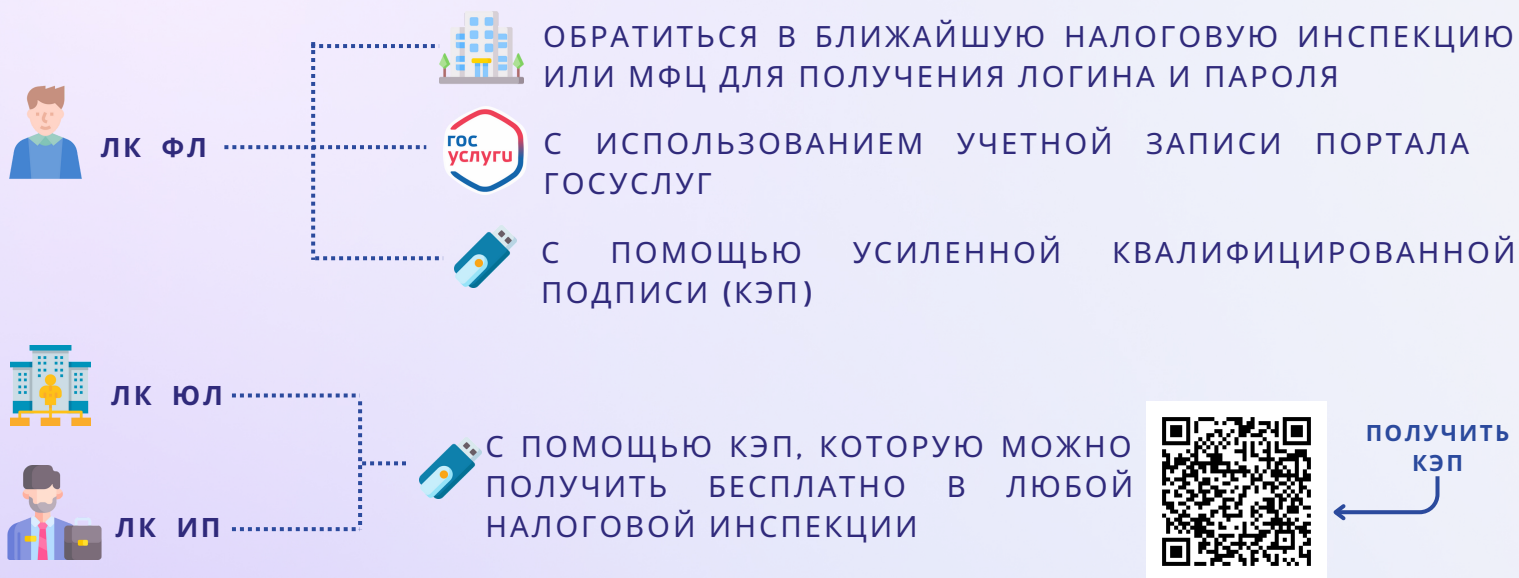 ОБРАТИТЬСЯ В БЛИЖАЙШУЮ НАЛОГОВУЮ ИНСПЕКЦИЮ
ИЛИ МФЦ ДЛЯ ПОЛУЧЕНИЯ ЛОГИНА И ПАРОЛЯ
ЛК ФЛ
гос
услуги
С ИСПОЛЬЗОВАНИЕМ УЧЕТНОЙ ЗАПИСИ ПОРТАЛА
ГОСУСЛУГ
С ПОМОЩЬЮ УСИЛЕННОЙ КВАЛИФИЦИРОВАННОЙ
ПОДПИСИ (КЭП)
ЛК ЮЛ
ЛК ИП
С ПОМОЩЬЮ КЭП, КОТОРУЮ МОЖНО
ПОЛУЧИТЬ БЕСПЛАТНО В ЛЮБОЙ
НАЛОГОВОЙ ИНСПЕКЦИИ
ПОЛУЧИТЬ
КЭП